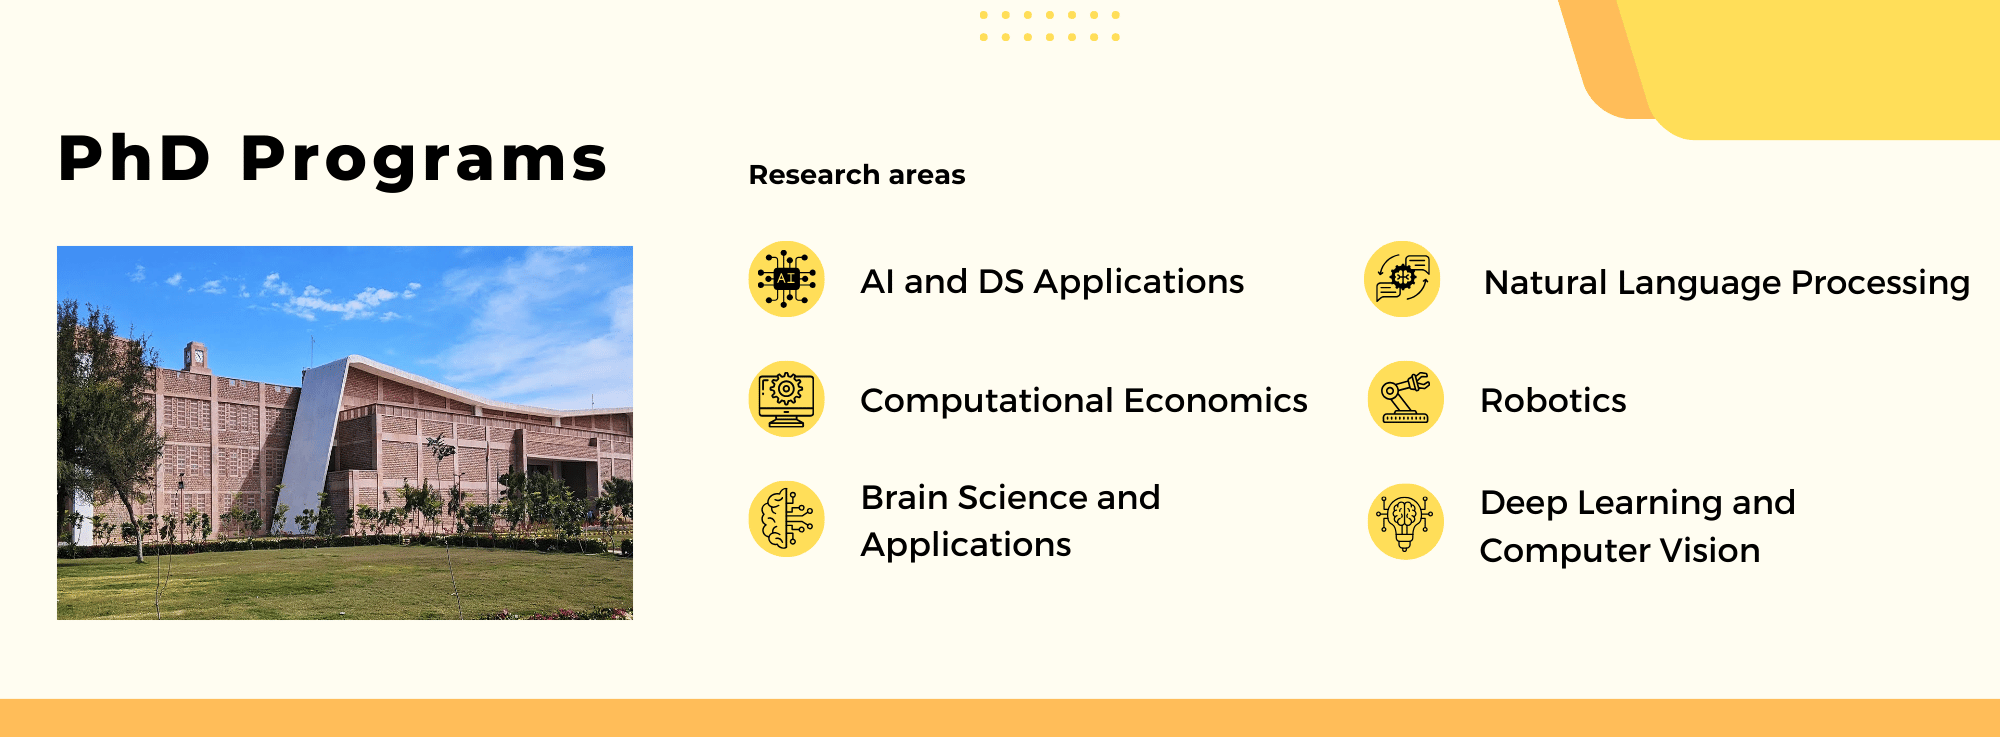 PhD Programs
Research areas
AI
AI and DS Applications
Natural Language Processing
Computational Economics
Robotics
Brain Science and
Applications
Deep Learning and
Computer Vision